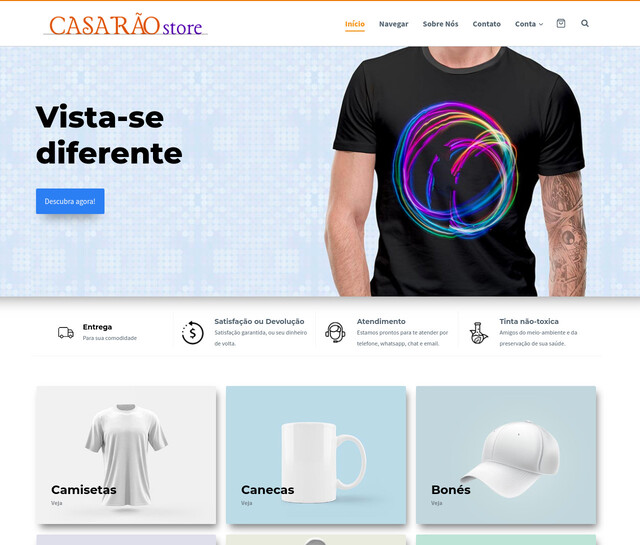 CASARÃO store
Início Navegar Sobre Nós Contato Conta
Vista-se
diferente
Descubra agora!
Entrega
Para sua comodidade
Satisfação ou Devolução
Satisfação garantida, ou seu dinheiro
de volta.
Atendimento
Estamos prontos para te atender por
telefone, whatsapp, chat e email.
Tinta não-toxica
Amigos do meio-ambiente e da
preservação de sua saúde.
Camisetas
Veja
Canecas
Veja
Bonés
Veja